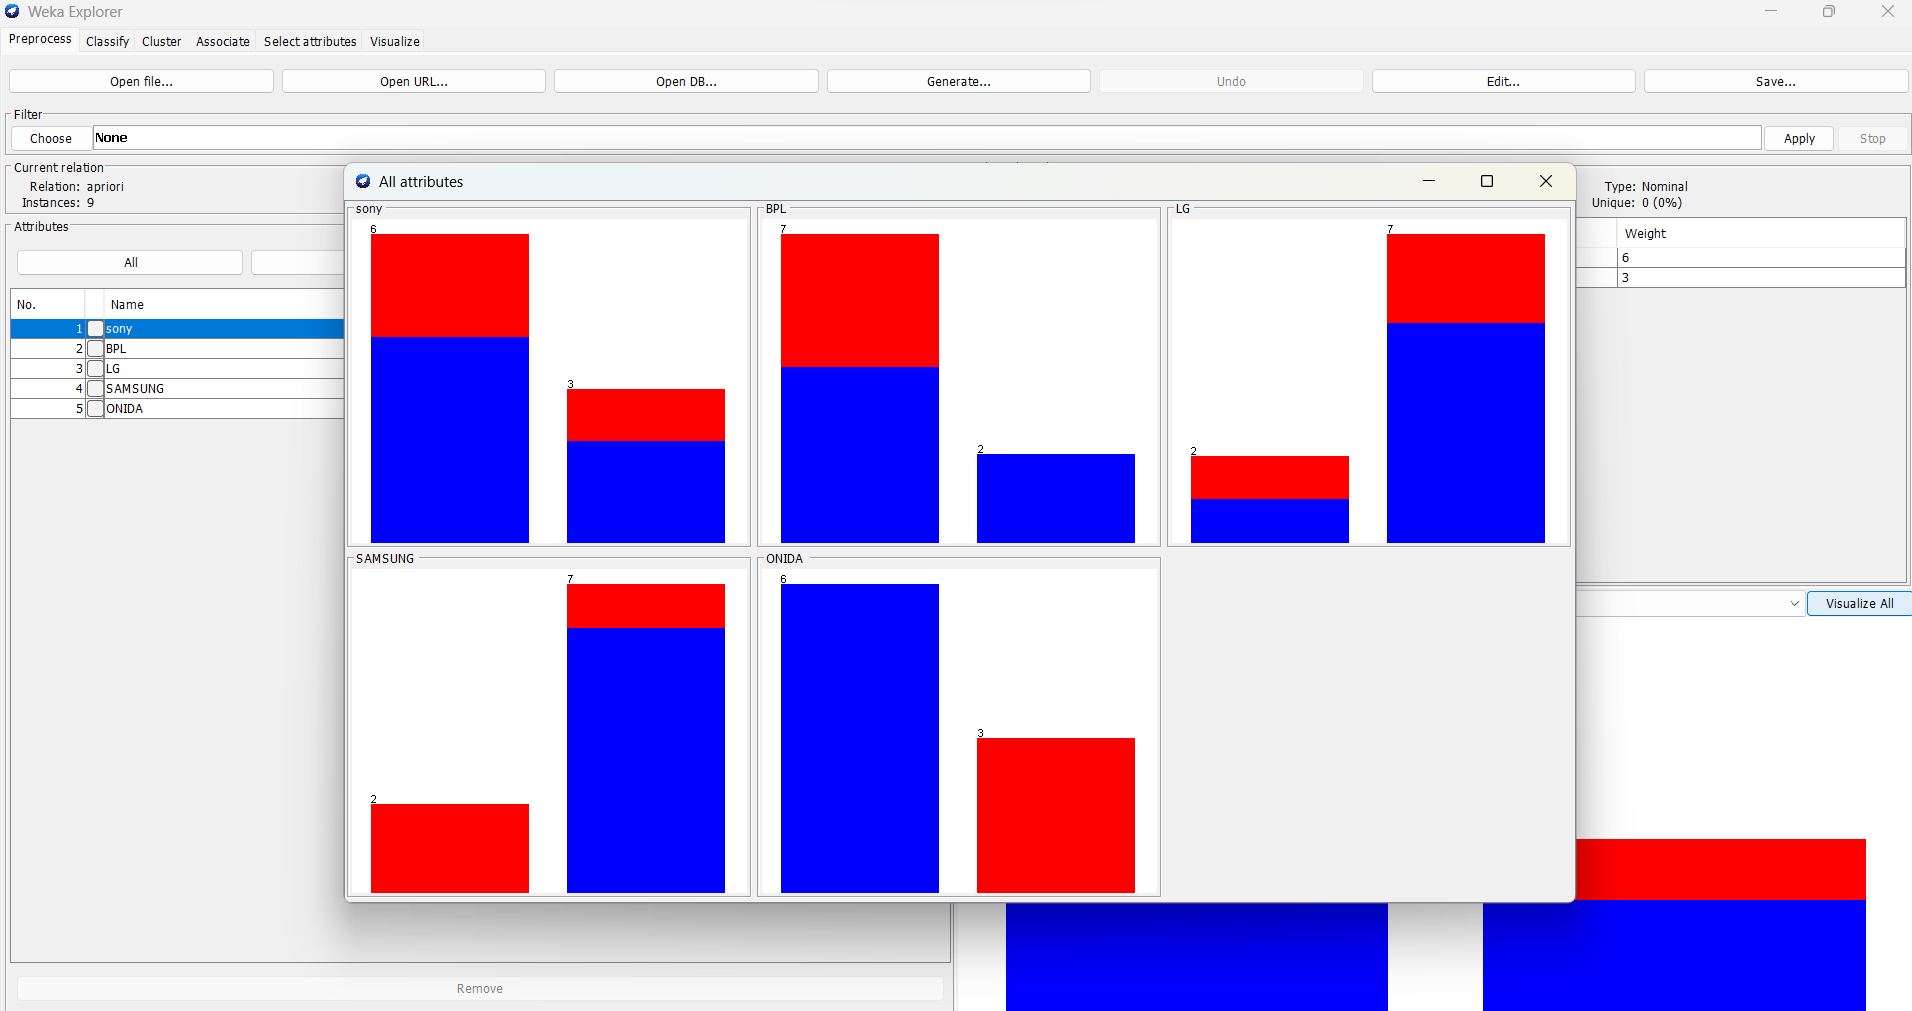 Weka Explorer
Preprocess Classify Cluster Associate Select attributes Visualize
Open file... Open URL... Open DB... Generate... Undo Edit... Save...
Filter
Choose None Apply Stop
Current relation
Relation: apriori
Instances: 9
Type: Nominal
Unique: 0 (0%)
Attributes
All
No. Name
1 sony
2 BPL
3 LG
4 SAMSUNG
5 ONIDA
Weight
6
3
All attributes
sony
6
3
BPL
7
2
LG
2
7
SAMSUNG
2
7
ONIDA
6
3
Visualize All
Remove